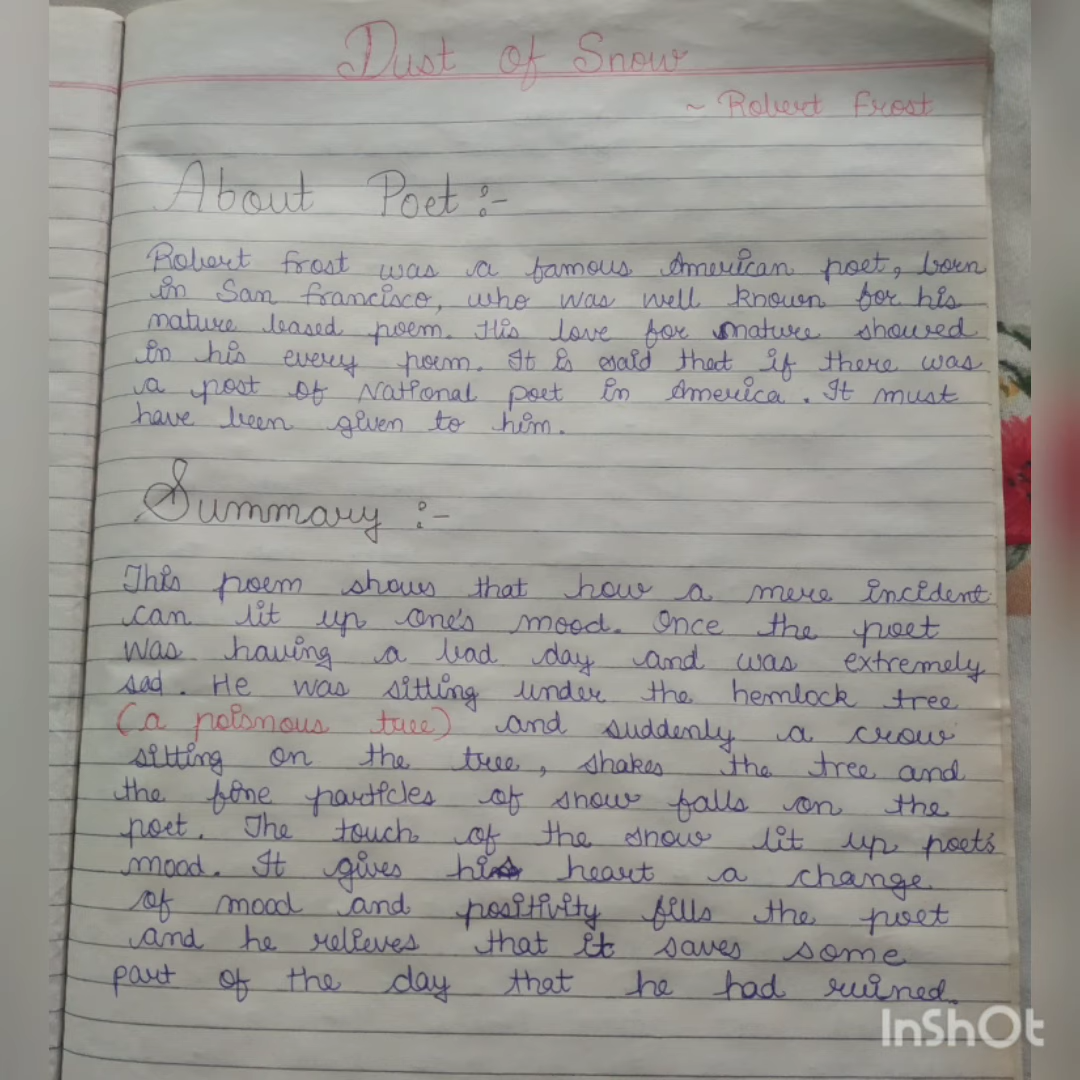 Dust of Snow
~ Robert Frost
About Poet :-
Robert Frost was a famous American poet, born
in San Francisco, who was well known for his
nature based poem. His love for nature showed
in his every poem. It is said that if there was
a post of National poet in America. It must
have been given to him.
Summary :-
This poem shows that how a mere incident
can lit up one's mood. Once the poet
was having a bad day and was extremely
sad. He was sitting under the hemlock tree
(a poisnous tree) and suddenly a crow
sitting on the tree, shakes the tree and
the fine particles of snow falls on the
poet. The touch of the snow lit up poet's
mood. It gives his heart a change
of mood and positivity fills the poet
and he relieves that it saves some
part of the day that he had ruined.
InShOt